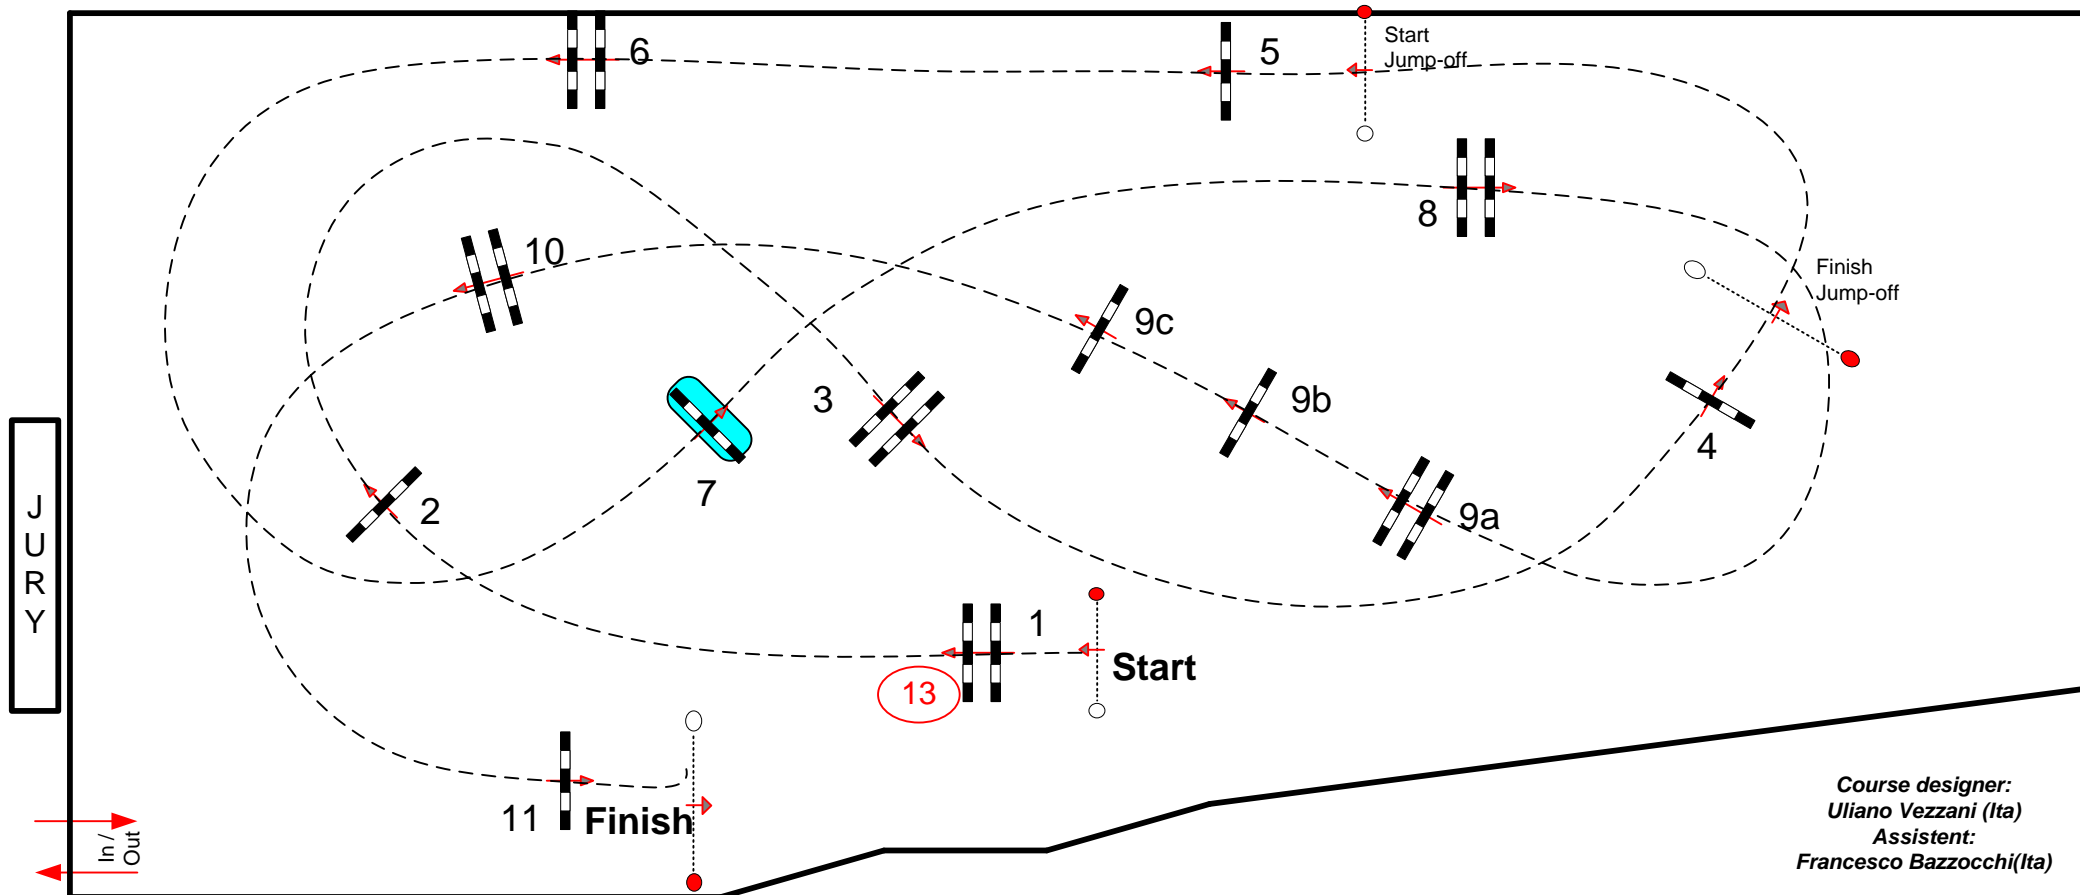 6
5
Start
Jump-off
8
10
Finish
Jump-off
9c
3
9b
4
7
2
9a
J
U
R
Y
1
Start
13
11
Finish
In /
Out
Course designer:
Uliano Vezzani (Ita)
Assistent:
Francesco Bazzocchi(Ita)